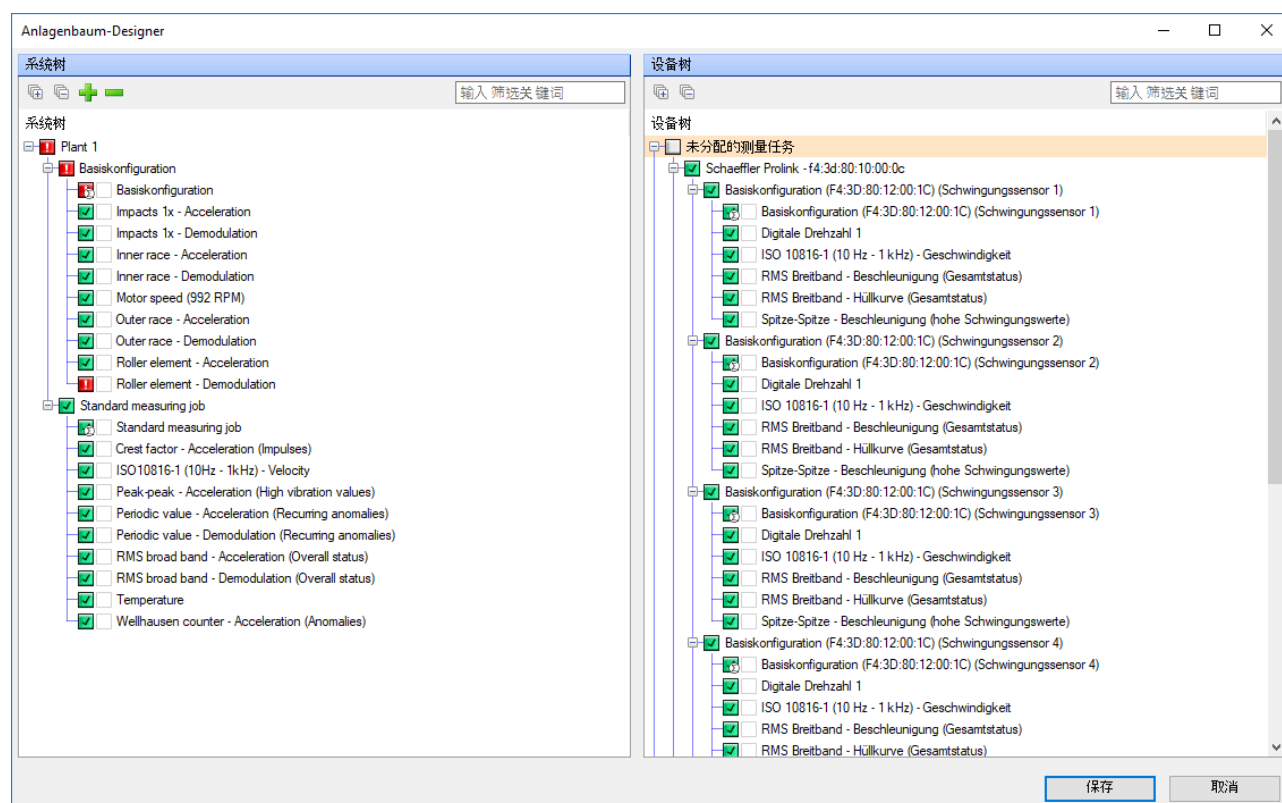 Anlagenbaum-Designer
系统树
输入 筛选关 键词
系统树
Plant 1
Basiskonfiguration
Basiskonfiguration
Impacts 1x - Acceleration
Impacts 1x - Demodulation
Inner race - Acceleration
Inner race - Demodulation
Motor speed (992 RPM)
Outer race - Acceleration
Outer race - Demodulation
Roller element - Acceleration
Roller element - Demodulation
Standard measuring job
Standard measuring job
Crest factor - Acceleration (Impulses)
ISO10816-1 (10Hz - 1kHz) - Velocity
Peak-peak - Acceleration (High vibration values)
Periodic value - Acceleration (Recurring anomalies)
Periodic value - Demodulation (Recurring anomalies)
RMS broad band - Acceleration (Overall status)
RMS broad band - Demodulation (Overall status)
Temperature
Wellhausen counter - Acceleration (Anomalies)
设备树
输入 筛选关 键词
设备树
未分配的测量任务
Schaeffler Prolink - f4:3d:80:10:00:0c
Basiskonfiguration (F4:3D:80:12:00:1C) (Schwingungssensor 1)
Basiskonfiguration (F4:3D:80:12:00:1C) (Schwingungssensor 1)
Digitale Drehzahl 1
ISO 10816-1 (10 Hz - 1 kHz) - Geschwindigkeit
RMS Breitband - Beschleunigung (Gesamtstatus)
RMS Breitband - Hüllkurve (Gesamtstatus)
Spitze-Spitze - Beschleunigung (hohe Schwingungswerte)
Basiskonfiguration (F4:3D:80:12:00:1C) (Schwingungssensor 2)
Basiskonfiguration (F4:3D:80:12:00:1C) (Schwingungssensor 2)
Digitale Drehzahl 1
ISO 10816-1 (10 Hz - 1 kHz) - Geschwindigkeit
RMS Breitband - Beschleunigung (Gesamtstatus)
RMS Breitband - Hüllkurve (Gesamtstatus)
Spitze-Spitze - Beschleunigung (hohe Schwingungswerte)
Basiskonfiguration (F4:3D:80:12:00:1C) (Schwingungssensor 3)
Basiskonfiguration (F4:3D:80:12:00:1C) (Schwingungssensor 3)
Digitale Drehzahl 1
ISO 10816-1 (10 Hz - 1 kHz) - Geschwindigkeit
RMS Breitband - Beschleunigung (Gesamtstatus)
RMS Breitband - Hüllkurve (Gesamtstatus)
Spitze-Spitze - Beschleunigung (hohe Schwingungswerte)
Basiskonfiguration (F4:3D:80:12:00:1C) (Schwingungssensor 4)
Basiskonfiguration (F4:3D:80:12:00:1C) (Schwingungssensor 4)
Digitale Drehzahl 1
ISO 10816-1 (10 Hz - 1 kHz) - Geschwindigkeit
RMS Breitband - Beschleunigung (Gesamtstatus)
RMS Breitband - Hüllkurve (Gesamtstatus)
保存
取消